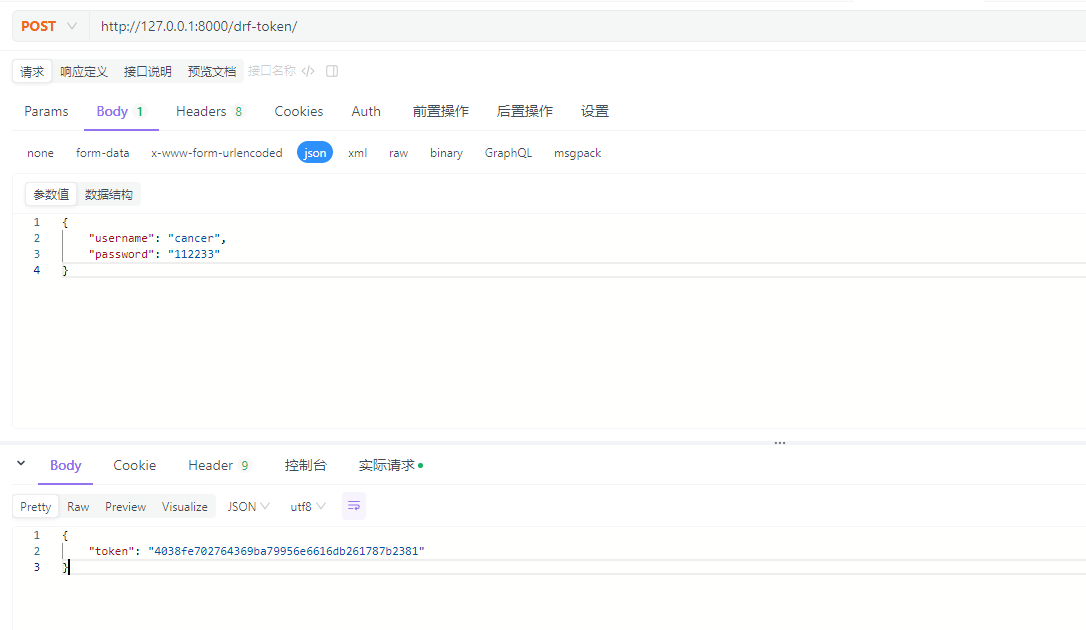 POST http://127.0.0.1:8000/drf-token/
请求 响应定义 接口说明 预览文档 接口名称 </>
Params Body 1 Headers 8 Cookies Auth 前置操作 后置操作 设置
none form-data x-www-form-urlencoded json xml raw binary GraphQL msgpack
参数值 数据结构
1 {
2 "username": "cancer",
3 "password": "112233"
4 }
Body Cookie Header 9 控制台 实际请求
Pretty Raw Preview Visualize JSON utf8
1 {
2 "token": "4038fe702764369ba79956e6616db261787b2381"
3 }